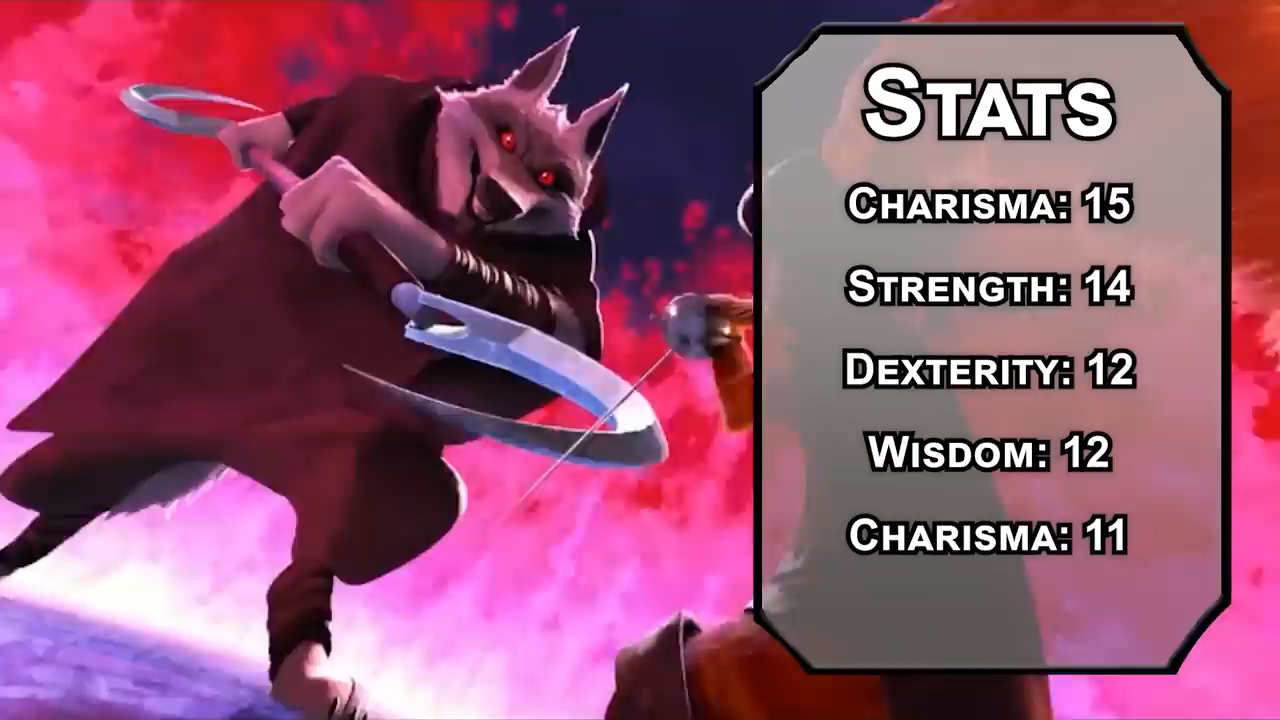 Stats
Charisma: 15
Strength: 14
Dexterity: 12
Wisdom: 12
Charisma: 11